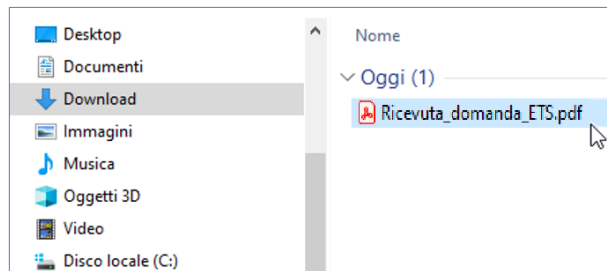 Desktop
Documenti
Download
Immagini
Musica
Oggetti 3D
Video
Disco locale (C:)
Nome
Oggi (1)
Ricevuta_domanda_ETS.pdf